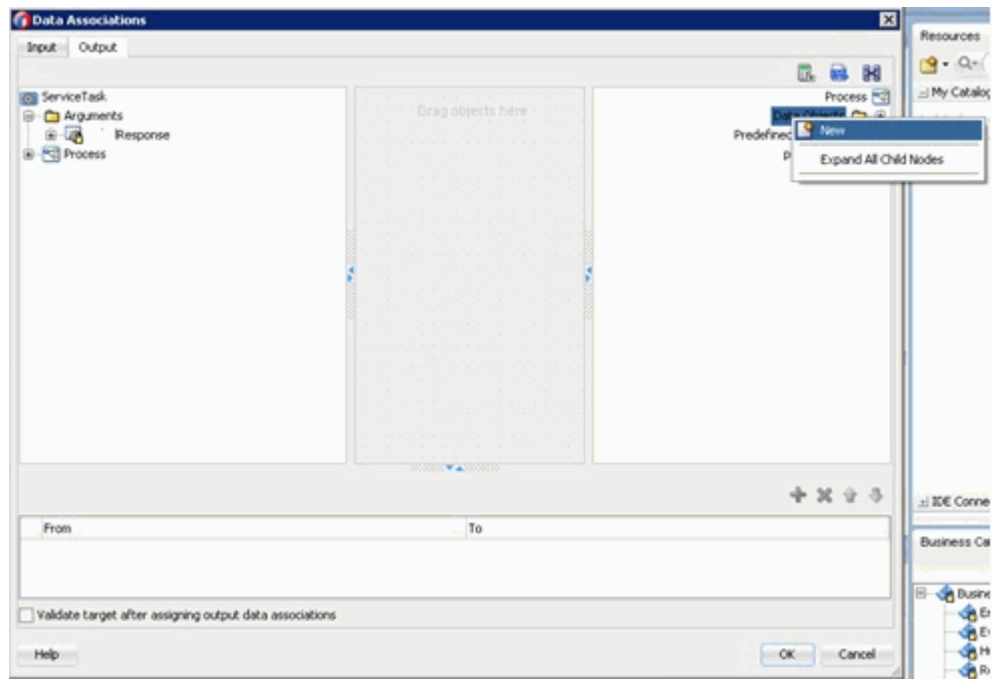 Data Associations
Input Output
Resources
My Catalog
ServiceTask
Arguments
Response
Process
Drag objects here
Process
Data Objects
Predefined
New
Expand All Child Nodes
IDE Conne
From To
Business Ca
Validate target after assigning output data associations
Busine
Help OK Cancel